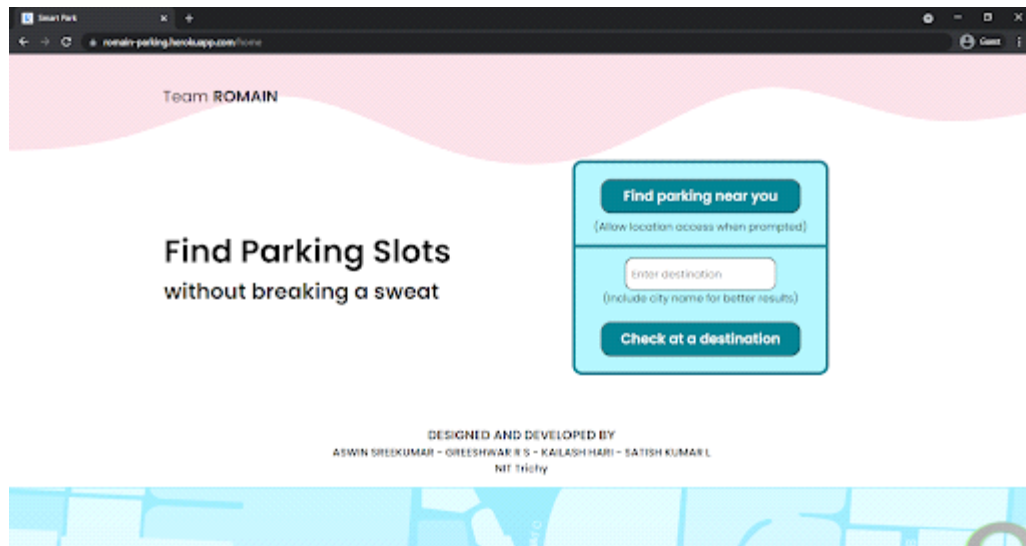 Smart Park
romain-parking.herokuapp.com/home
Guest
Team ROMAIN
Find Parking Slots
without breaking a sweat
Find parking near you
(Allow location access when prompted)
Enter destination
(Include city name for better results)
Check at a destination
DESIGNED AND DEVELOPED BY
ASWIN SREEKUMAR - GREESHWAR R S - KAILASH HARI - SATISH KUMAR L
NIT Trichy